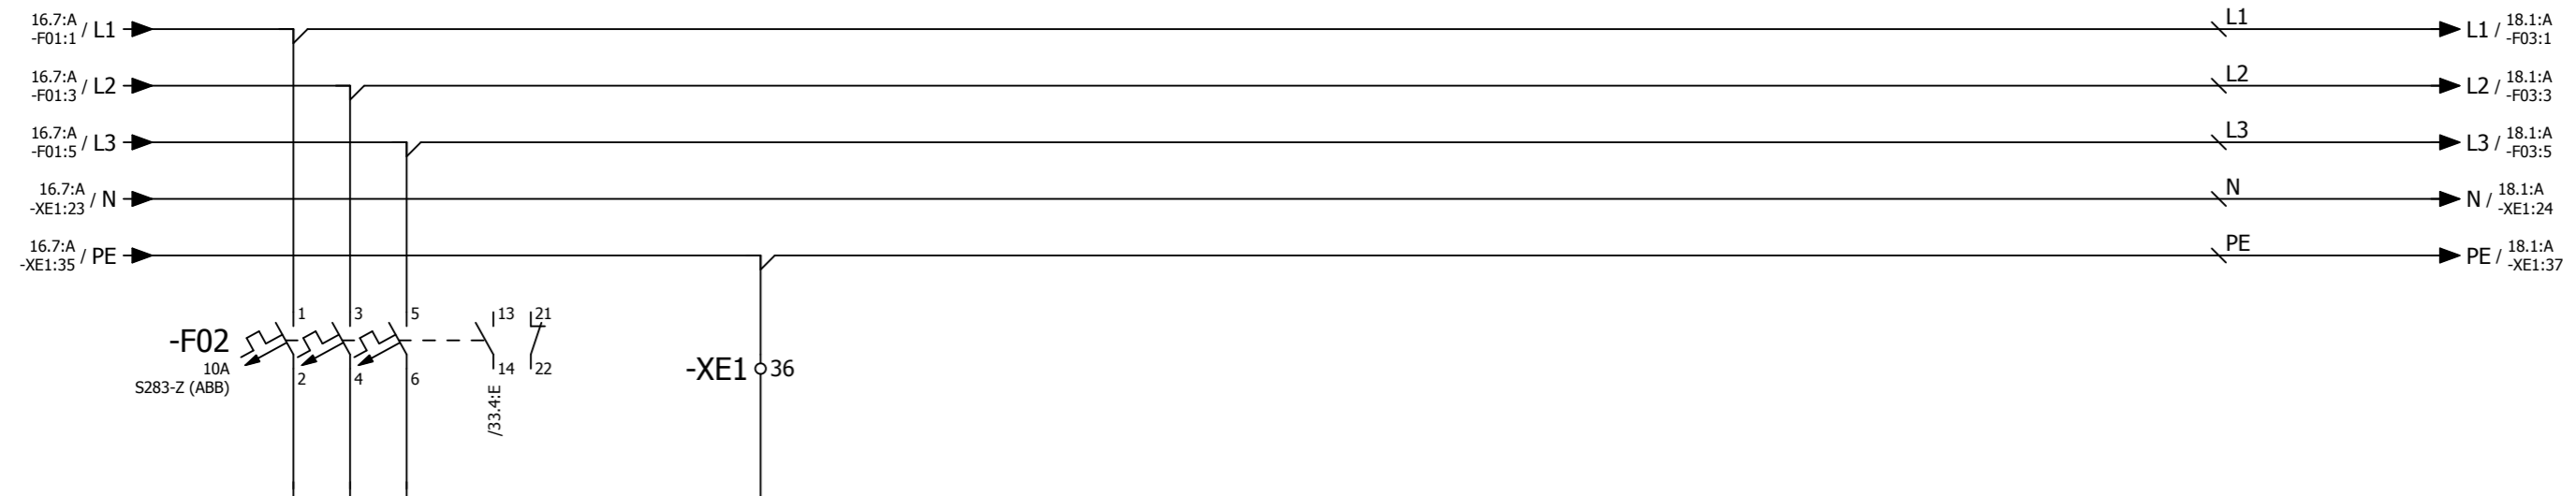 16.7:A
-F01:1 / L1
L1
L1 / 18.1:A
-F03:1
16.7:A
-F01:3 / L2
L2
L2 / 18.1:A
-F03:3
16.7:A
-F01:5 / L3
L3
L3 / 18.1:A
-F03:5
16.7:A
-XE1:23 / N
N
N / 18.1:A
-XE1:24
16.7:A
-XE1:35 / PE
PE
PE / 18.1:A
-XE1:37
1 3 5 13 21
-F02
10A
S283-Z (ABB)
2 4 6 14 22
/33.4:E
-XE1 36